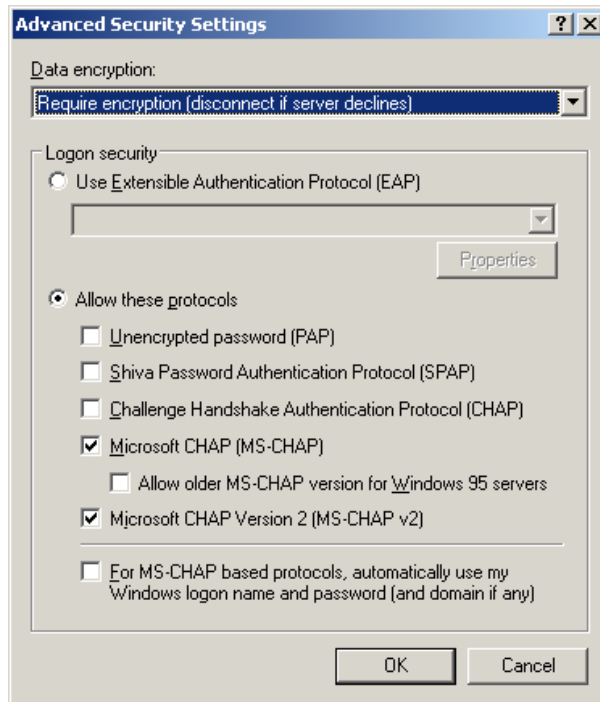 Advanced Security Settings
Data encryption:
Require encryption (disconnect if server declines)
Logon security
Use Extensible Authentication Protocol (EAP)
Properties
Allow these protocols
Unencrypted password (PAP)
Shiva Password Authentication Protocol (SPAP)
Challenge Handshake Authentication Protocol (CHAP)
Microsoft CHAP (MS-CHAP)
Allow older MS-CHAP version for Windows 95 servers
Microsoft CHAP Version 2 (MS-CHAP v2)
For MS-CHAP based protocols, automatically use my
Windows logon name and password (and domain if any)
OK Cancel